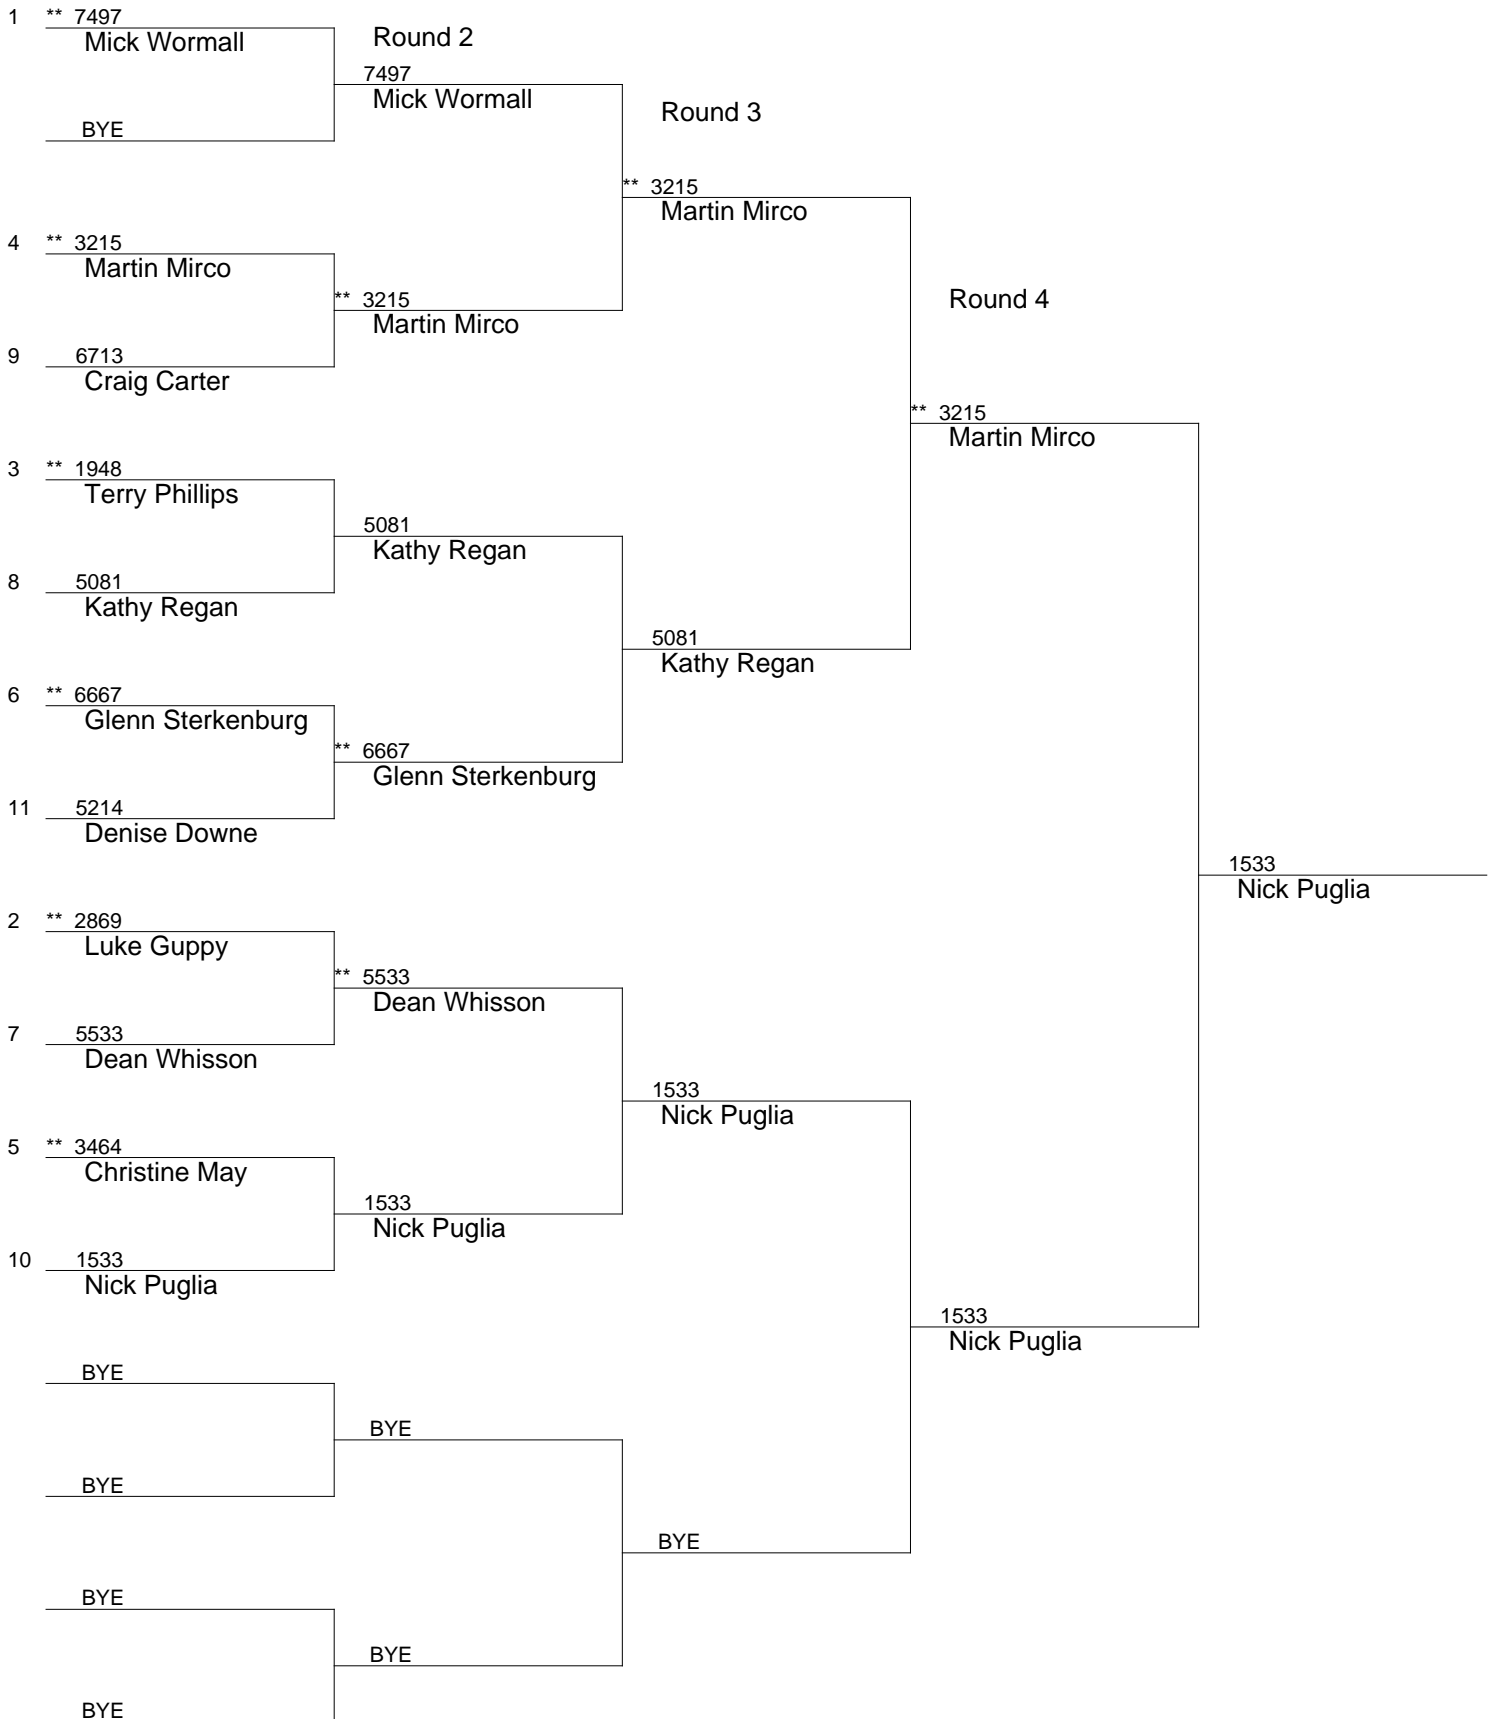 1 ** 7497
Mick Wormall
Round 2
7497
Mick Wormall
BYE
Round 3
** 3215
Martin Mirco
4 ** 3215
Martin Mirco
** 3215
Martin Mirco
Round 4
9 6713
Craig Carter
** 3215
Martin Mirco
3 ** 1948
Terry Phillips
5081
Kathy Regan
8 5081
Kathy Regan
5081
Kathy Regan
6 ** 6667
Glenn Sterkenburg
** 6667
Glenn Sterkenburg
11 5214
Denise Downe
1533
Nick Puglia
2 ** 2869
Luke Guppy
** 5533
Dean Whisson
7 5533
Dean Whisson
1533
Nick Puglia
5 ** 3464
Christine May
1533
Nick Puglia
10 1533
Nick Puglia
1533
Nick Puglia
BYE
BYE
BYE
BYE
BYE
BYE
BYE